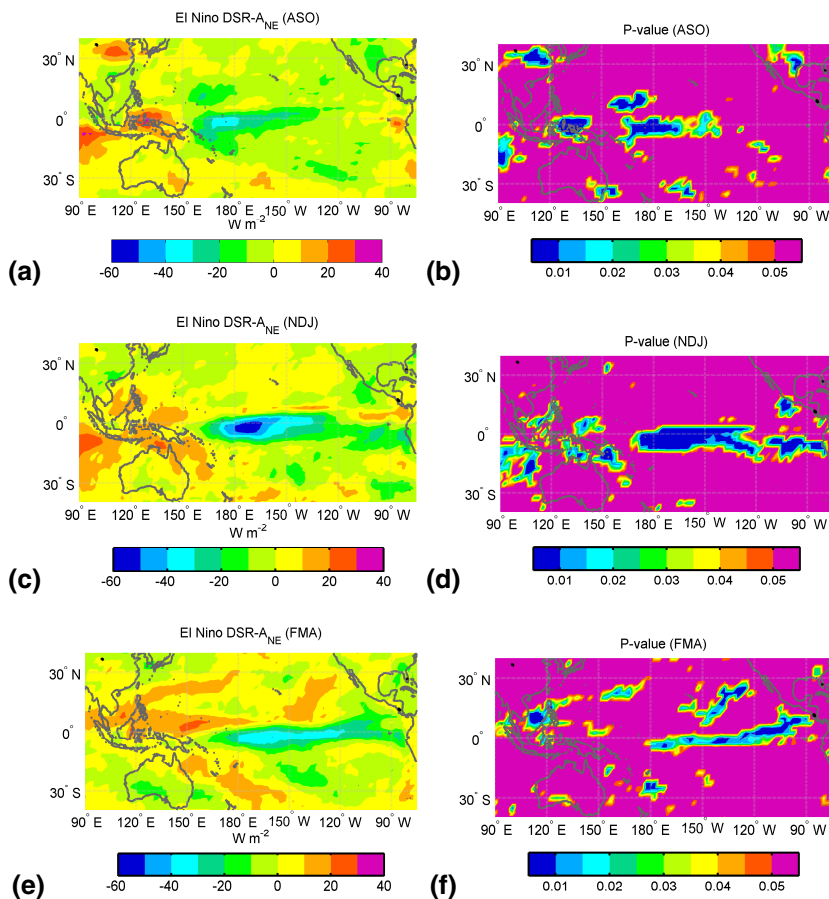 El Nino DSR-A_NE (ASO)
30° N
0°
30° S
90° E 120° E 150° E 180° W 150° W 120° W 90° W
W m-2
-60 -40 -20 0 20 40
(a)
P-value (ASO)
30° N
0°
30° S
90° E 120° E 150° E 180° W 150° W 120° W 90° W
0.01 0.02 0.03 0.04 0.05
(b)
El Nino DSR-A_NE (NDJ)
30° N
0°
30° S
90° E 120° E 150° E 180° W 150° W 120° W 90° W
W m-2
-60 -40 -20 0 20 40
(c)
P-value (NDJ)
30° N
0°
30° S
90° E 120° E 150° E 180° W 150° W 120° W 90° W
0.01 0.02 0.03 0.04 0.05
(d)
El Nino DSR-A_NE (FMA)
30° N
0°
30° S
90° E 120° E 150° E 180° W 150° W 120° W 90° W
W m-2
-60 -40 -20 0 20 40
(e)
P-value (FMA)
30° N
0°
30° S
90° E 120° E 150° E 180° W 150° W 120° W 90° W
0.01 0.02 0.03 0.04 0.05
(f)